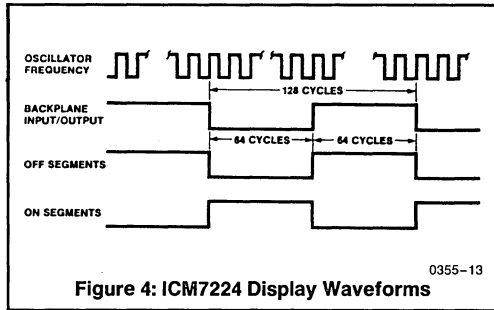 OSCILLATOR
FREQUENCY
128 CYCLES
BACKPLANE
INPUT/OUTPUT
64 CYCLES
64 CYCLES
OFF SEGMENTS
ON SEGMENTS
0355-13
Figure 4: ICM7224 Display Waveforms